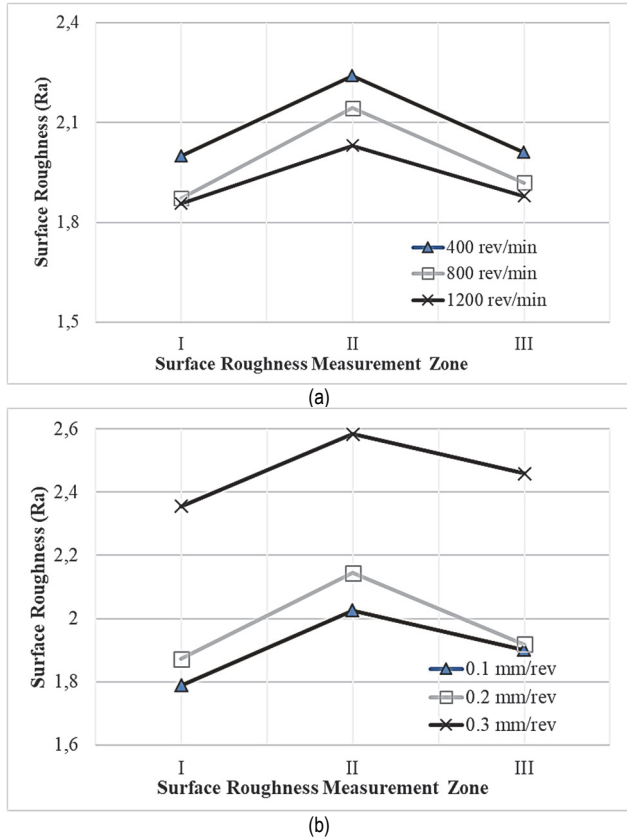 2,4
2,1
1,8
1,5
Surface Roughness (Ra)
400 rev/min
800 rev/min
1200 rev/min
I II III
Surface Roughness Measurement Zone
(a)
2,6
2,4
2,2
2
1,8
1,6
Surface Roughness (Ra)
0.1 mm/rev
0.2 mm/rev
0.3 mm/rev
I II III
Surface Roughness Measurement Zone
(b)